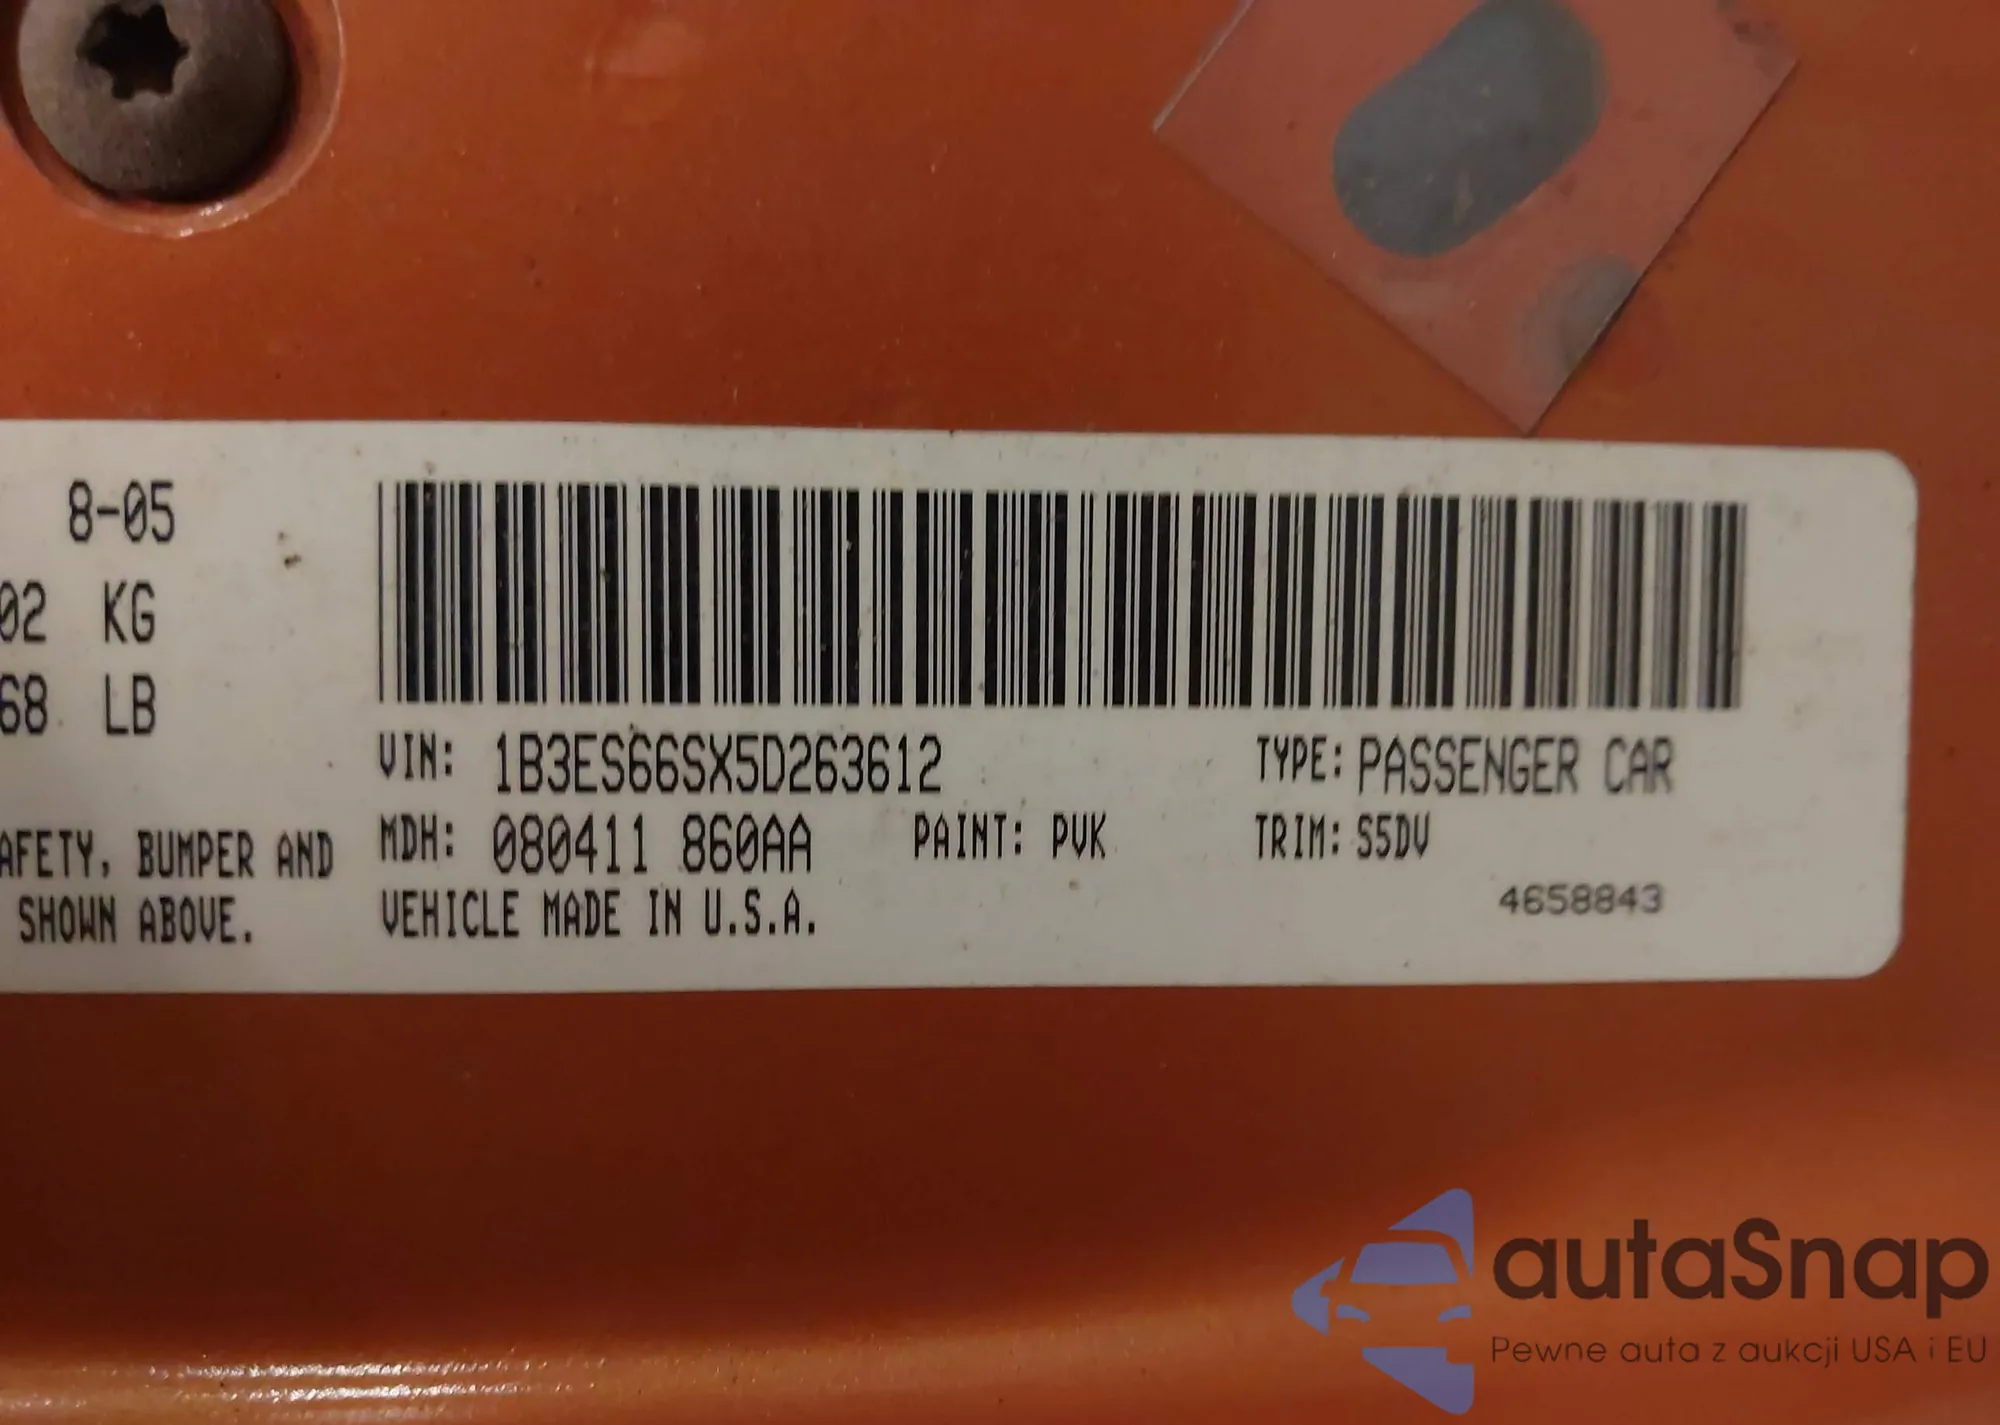 8-05
02 KG
68 LB
VIN: 1B3ES66SX5D263612 TYPE: PASSENGER CAR
MDH: 080411 860AA PAINT: PVK TRIM: S5DV
AFETY, BUMPER AND
SHOWN ABOVE.
VEHICLE MADE IN U.S.A.
4658843
autaSnap
Pewne auta z aukcji USA i EU